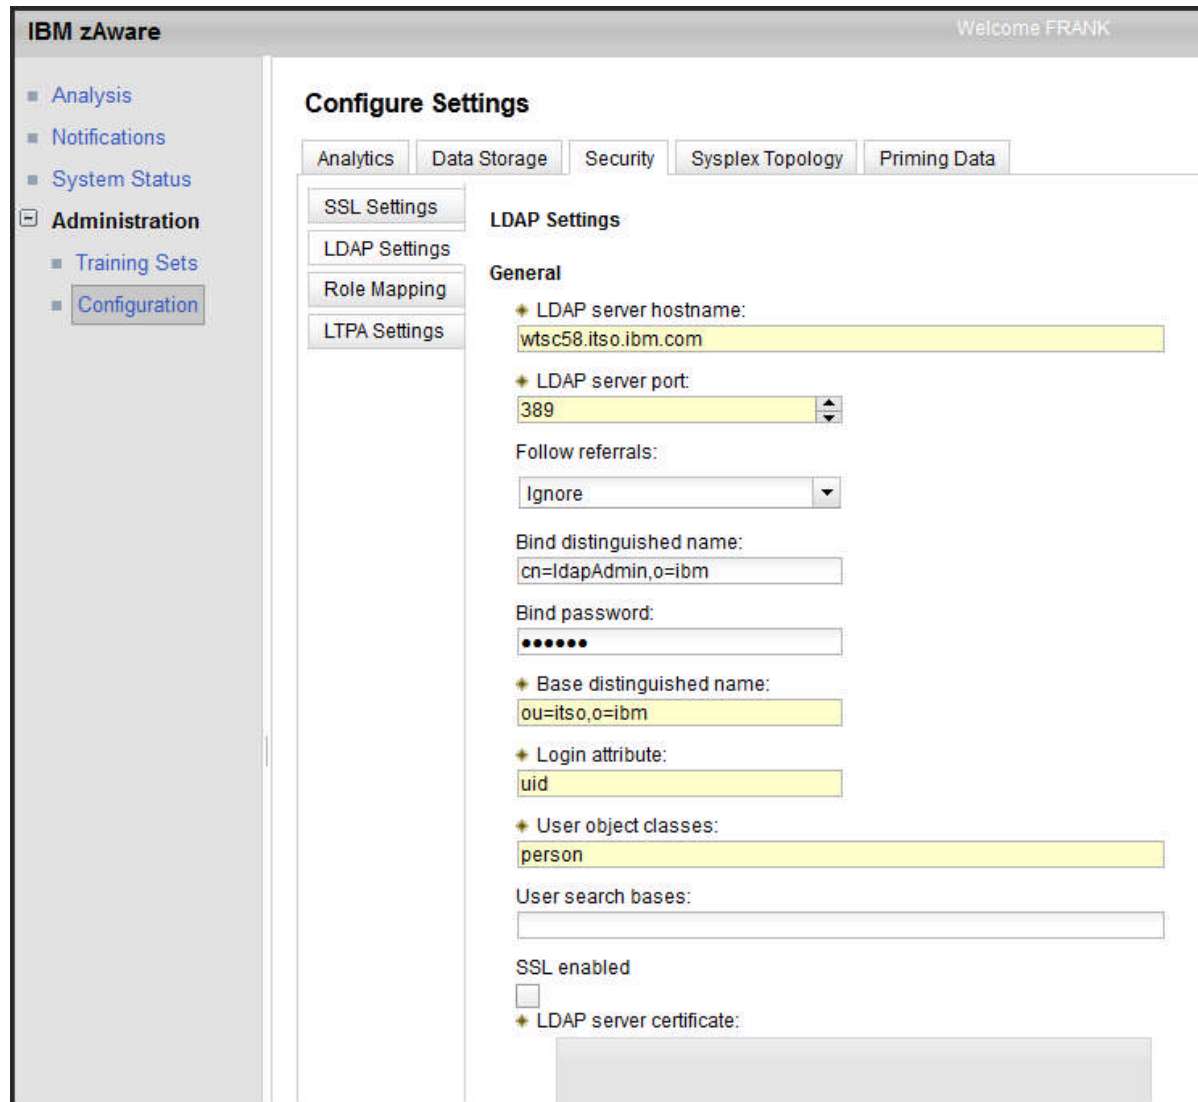 IBM zAware
Welcome FRANK
Analysis
Notifications
System Status
Administration
Training Sets
Configuration
Configure Settings
Analytics
Data Storage
Security
Sysplex Topology
Priming Data
SSL Settings
LDAP Settings
Role Mapping
LTPA Settings
LDAP Settings
General
LDAP server hostname:
wtsc58.itso.ibm.com
LDAP server port:
389
Follow referrals:
Ignore
Bind distinguished name:
cn=ldapAdmin,o=ibm
Bind password:
••••••
Base distinguished name:
ou=itso,o=ibm
Login attribute:
uid
User object classes:
person
User search bases:
SSL enabled
LDAP server certificate: